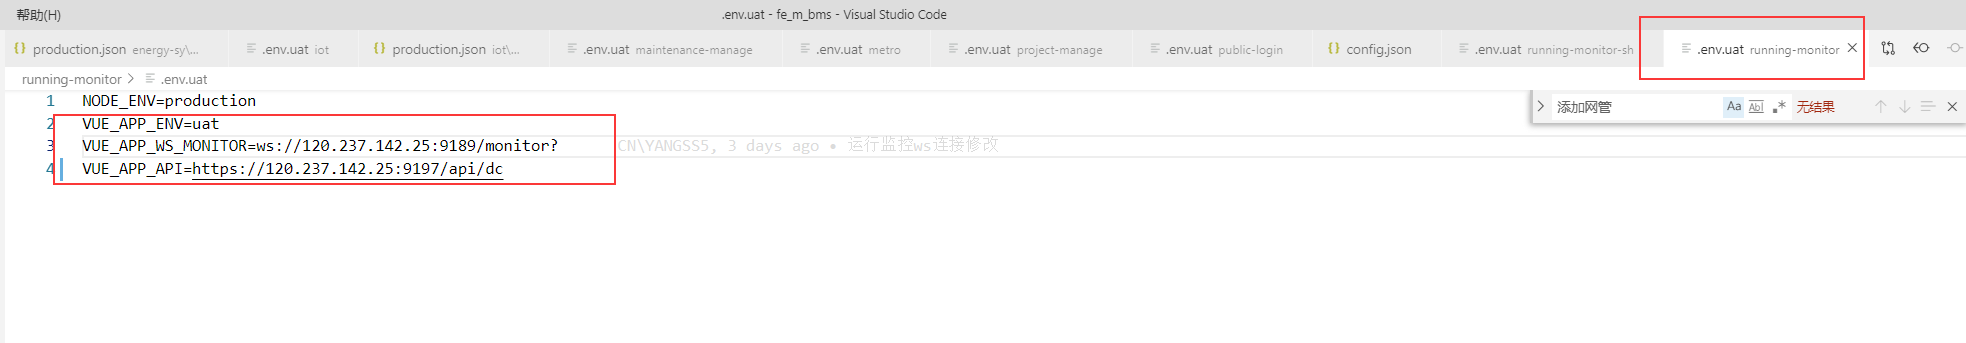 帮助(H)
.env.uat - fe_m_bms - Visual Studio Code
{} production.json energy-sy\...
.env.uat iot
{} production.json iot\...
.env.uat maintenance-manage
.env.uat metro
.env.uat project-manage
.env.uat public-login
{} config.json
.env.uat running-monitor-sh
.env.uat running-monitor
running-monitor > .env.uat
添加网管 Aa Abl .* 无结果
1 NODE_ENV=production
2 VUE_APP_ENV=uat
3 VUE_APP_WS_MONITOR=ws://120.237.142.25:9189/monitor? CN\YANGSS5, 3 days ago • 运行监控ws连接修改
4 VUE_APP_API=https://120.237.142.25:9197/api/dc